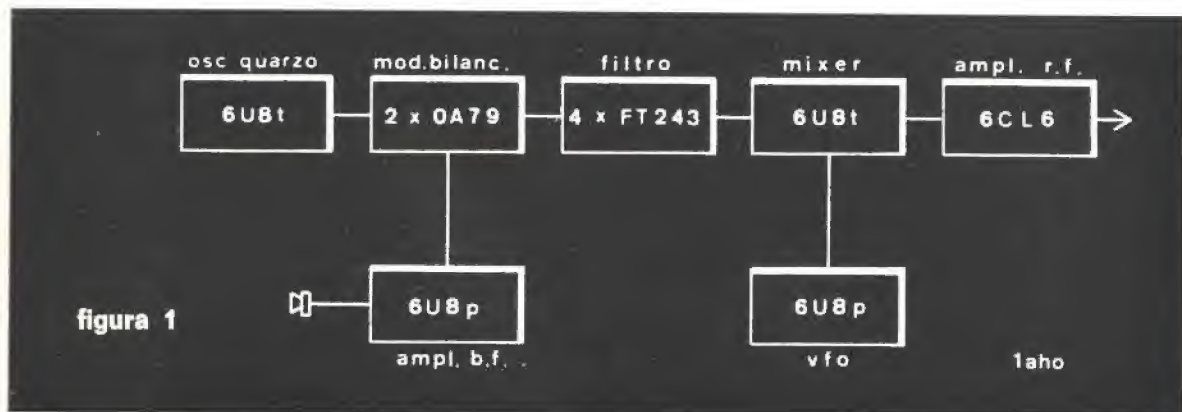 osc quarzo mod.bilanc. filtro mixer ampl. r.f.
6U8t 2 x OA79 4 x FT243 6U8t 6CL6
6U8p 6U8p
figura 1
ampl. b.f. vfo 1aho